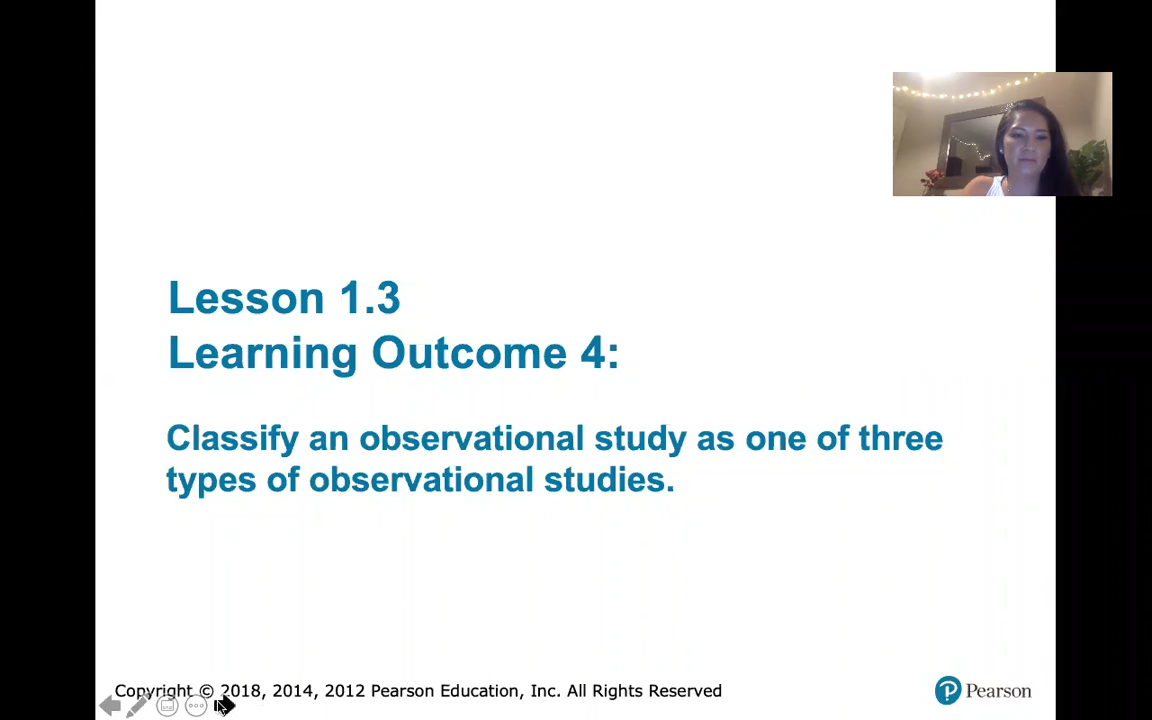 Lesson 1.3
Learning Outcome 4:
Classify an observational study as one of three
types of observational studies.
Copyright © 2018, 2014, 2012 Pearson Education, Inc. All Rights Reserved
Pearson